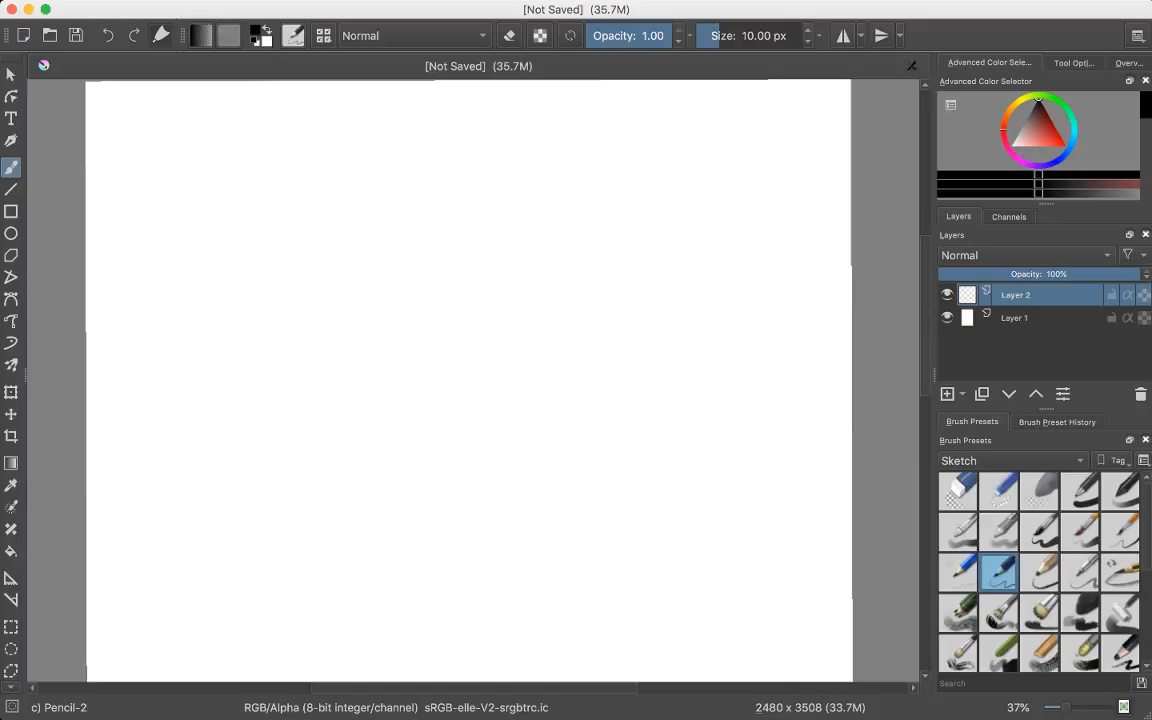 [Not Saved] (35.7M)
Normal
Opacity: 1.00
Size: 10.00 px
[Not Saved] (35.7M)
Advanced Color Sele...
Tool Opti...
Overv...
Advanced Color Selector
Layers
Channels
Layers
Normal
Opacity: 100%
Layer 2
Layer 1
Brush Presets
Brush Preset History
Brush Presets
Sketch
Tag
Search
c) Pencil-2
RGB/Alpha (8-bit integer/channel) sRGB-elle-V2-srgbtrc.ic
2480 x 3508 (33.7M)
37%